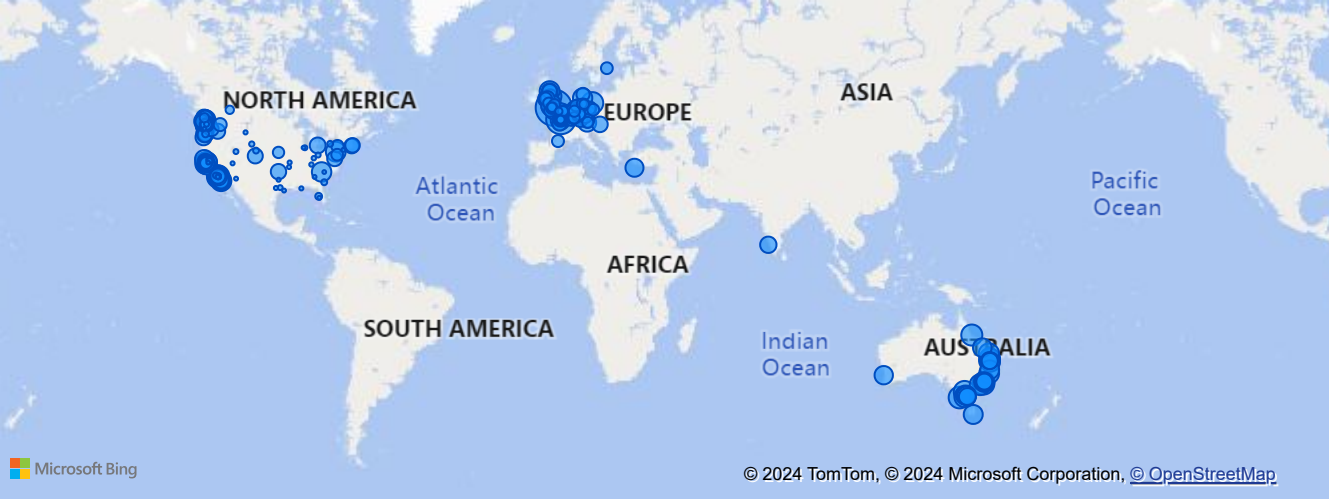 NORTH AMERICA
EUROPE
ASIA
Atlantic
Ocean
Pacific
Ocean
AFRICA
SOUTH AMERICA
Indian
Ocean
AUSTRALIA
Microsoft Bing
© 2024 TomTom, © 2024 Microsoft Corporation, © OpenStreetMap